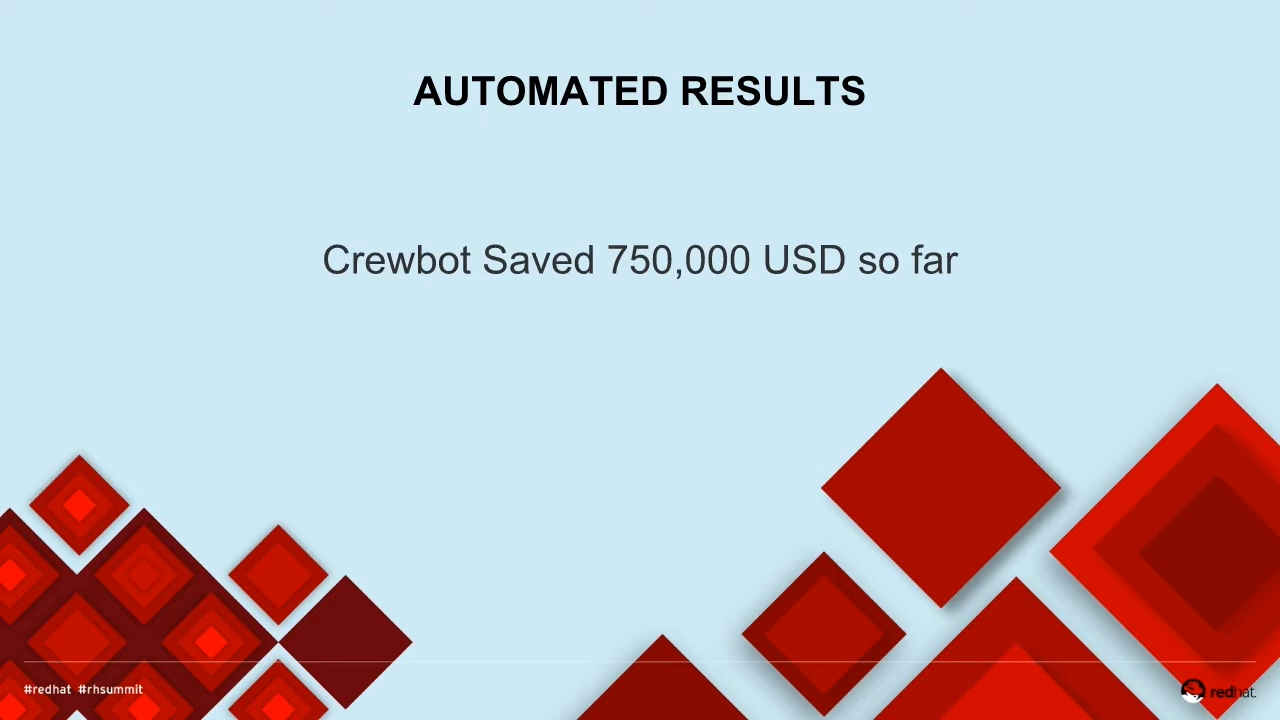 AUTOMATED RESULTS
Crewbot Saved 750,000 USD so far
#redhat #rhsummit
redhat.